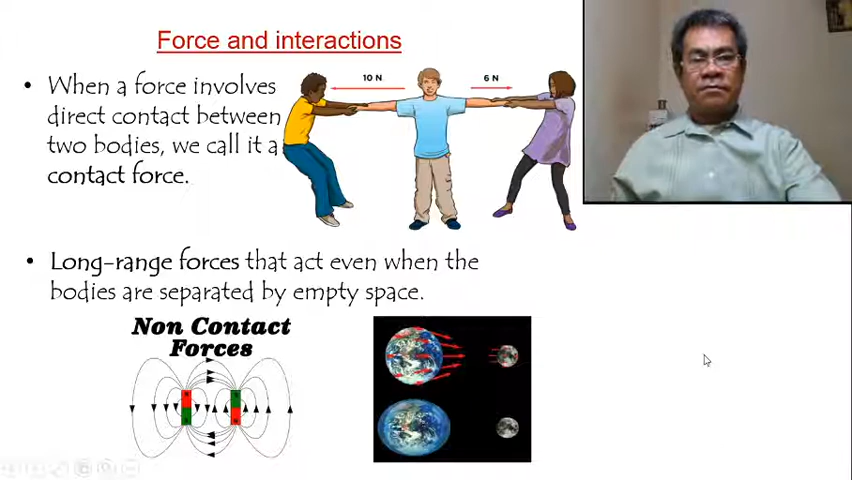 Force and interactions
• When a force involves
direct contact between
two bodies, we call it a
contact force.
10 N
6 N
• Long-range forces that act even when the
bodies are separated by empty space.
Non Contact
Forces